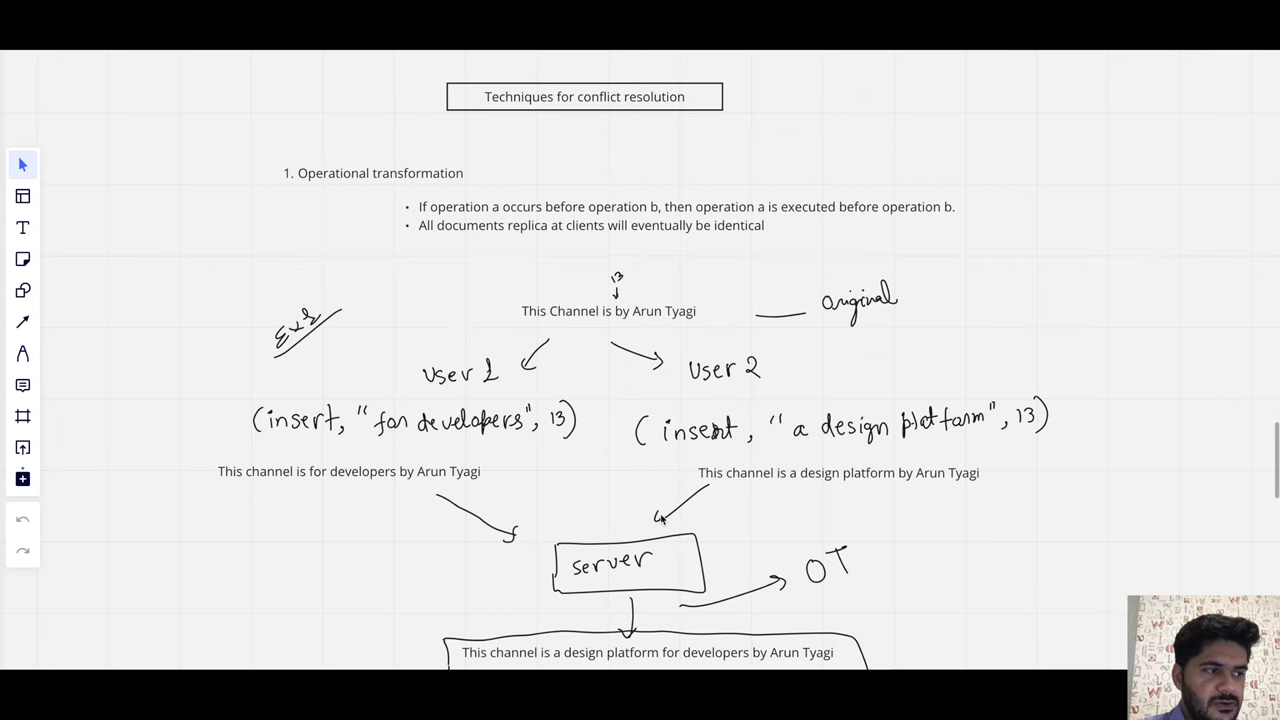 Techniques for conflict resolution
1. Operational transformation
• If operation a occurs before operation b, then operation a is executed before operation b.
• All documents replica at clients will eventually be identical
13
This Channel is by Arun Tyagi
original
User 1
User 2
(insert, "for developers", 13)
(insert, "a design platform", 13)
This channel is for developers by Arun Tyagi
This channel is a design platform by Arun Tyagi
server
OT
This channel is a design platform for developers by Arun Tyagi